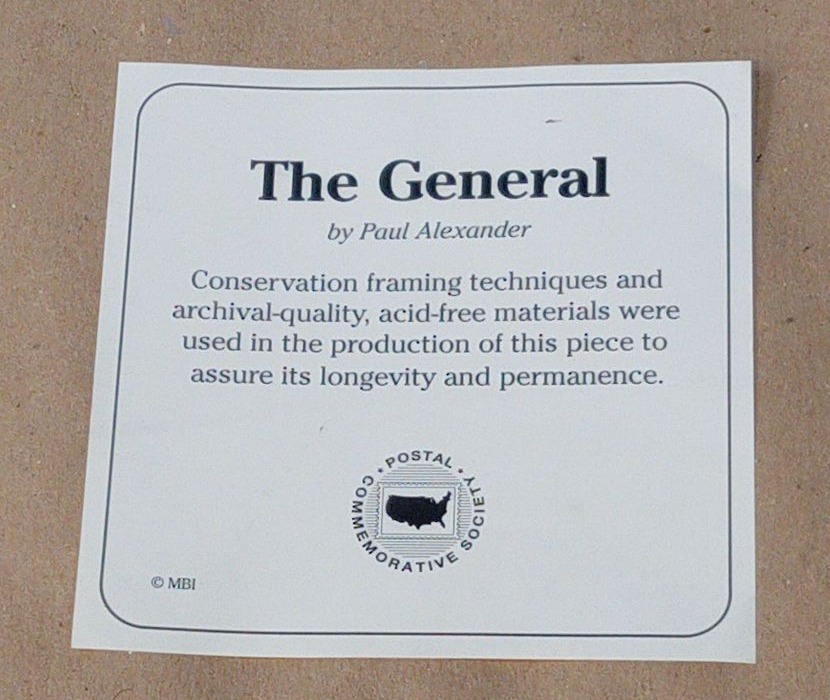 The General
by Paul Alexander
Conservation framing techniques and
archival-quality, acid-free materials were
used in the production of this piece to
assure its longevity and permanence.
• POSTAL • COMMEMORATIVE SOCIETY
© MBI